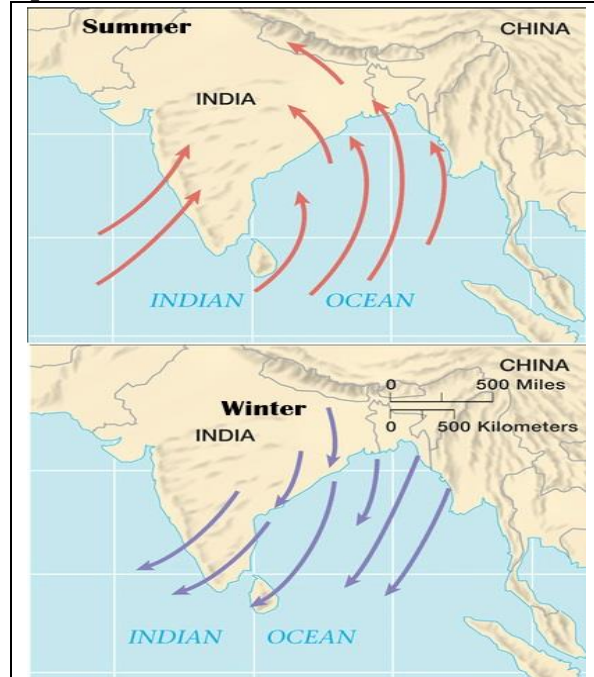 Summer
CHINA
INDIA
INDIAN OCEAN
CHINA
0 500 Miles
Winter
0 500 Kilometers
INDIA
INDIAN OCEAN